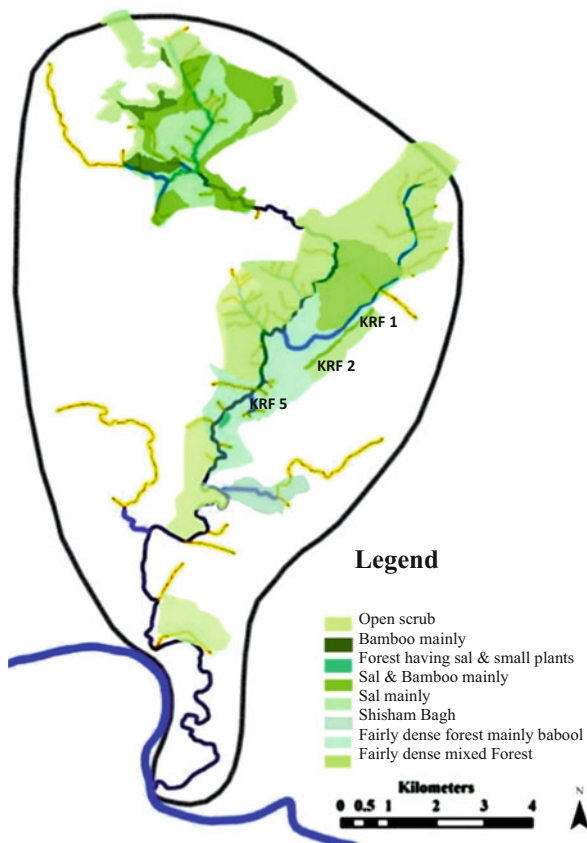 KRF 1
KRF 2
KRF 5
Legend
Open scrub
Bamboo mainly
Forest having sal & small plants
Sal & Bamboo mainly
Sal mainly
Shisham Bagh
Fairly dense forest mainly babool
Fairly dense mixed Forest
Kilometers
0 0.5 1 2 3 4
N